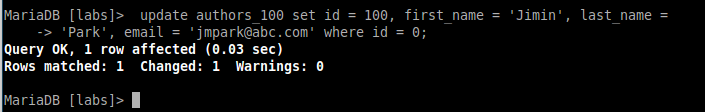 MariaDB [labs]>  update authors_100 set id = 100, first_name = 'Jimin', last_name =
    -> 'Park', email = 'jmpark@abc.com' where id = 0;
Query OK, 1 row affected (0.03 sec)
Rows matched: 1  Changed: 1  Warnings: 0
MariaDB [labs]>